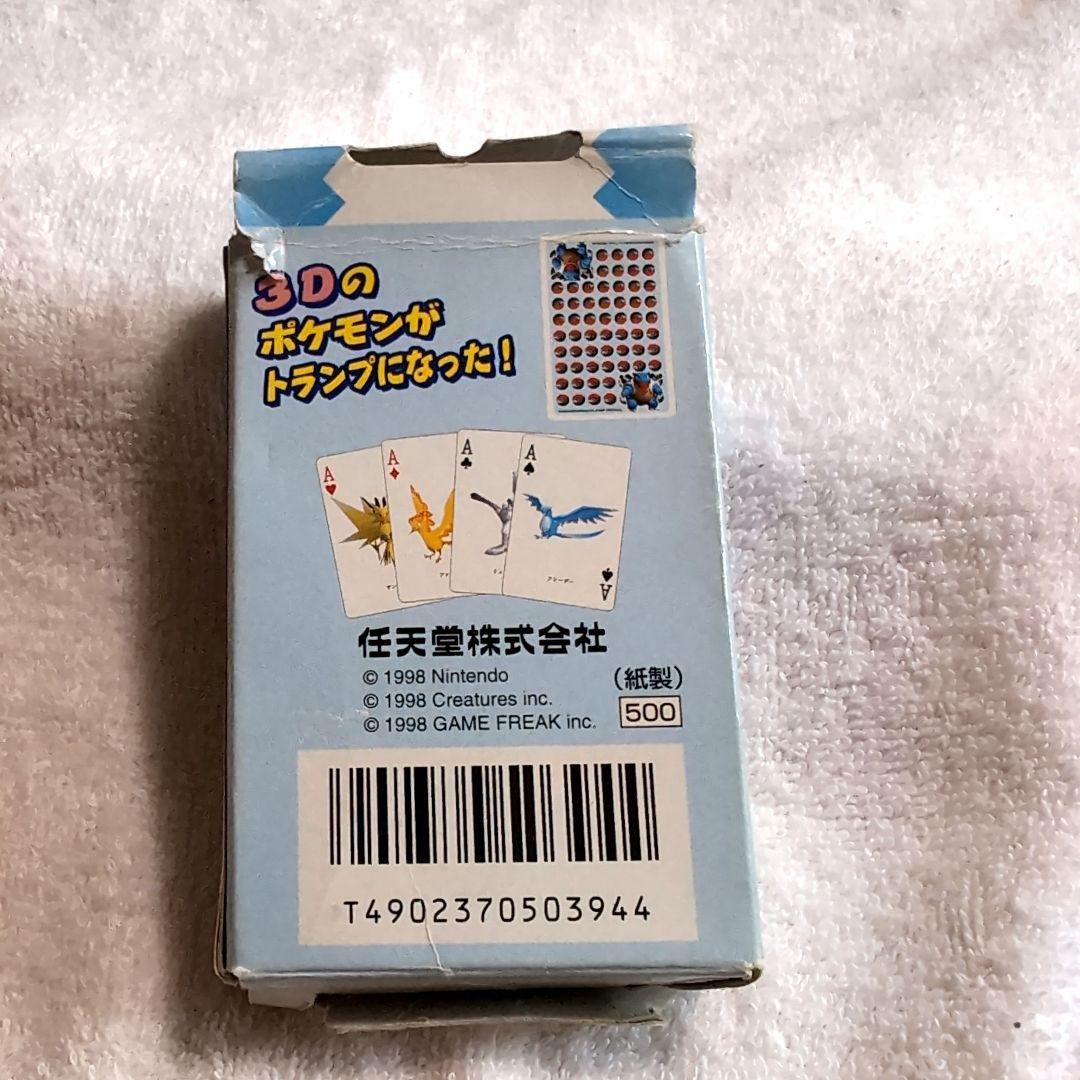 3Dの
ポケモンが
トランプになった!
A
A
A
A
A
任天堂株式会社
© 1998 Nintendo
© 1998 Creatures inc.
© 1998 GAME FREAK inc.
(紙製)
500
T4902370503944